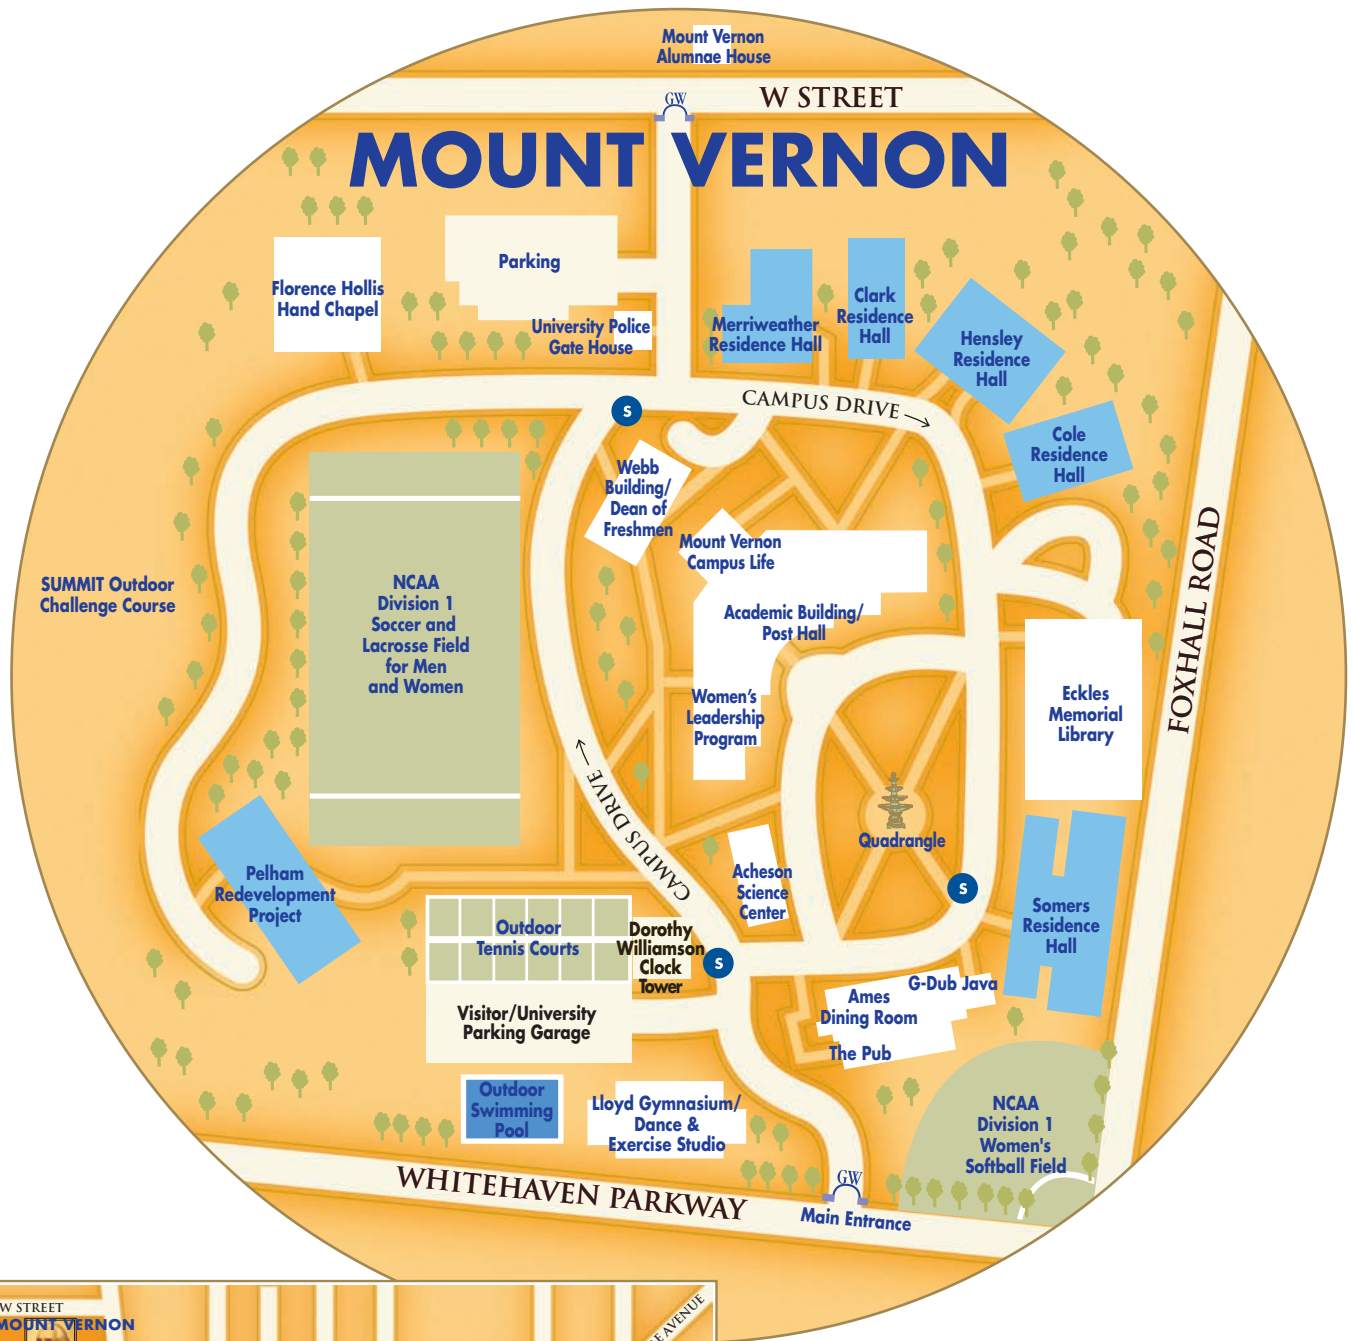 Mount Vernon
Alumnae House
GW
W STREET
MOUNT VERNON
Parking
Florence Hollis
Hand Chapel
University Police
Gate House
Merriweather
Residence Hall
Clark
Residence
Hall
Hensley
Residence
Hall
CAMPUS DRIVE →
S
Cole
Residence
Hall
Webb
Building/
Dean of
Freshmen
Mount Vernon
Campus Life
SUMMIT Outdoor
Challenge Course
NCAA
Division 1
Soccer and
Lacrosse Field
for Men
and Women
Academic Building/
Post Hall
FOXHALL ROAD
Women's
Leadership
Program
Eckles
Memorial
Library
CAMPUS DRIVE →
Quadrangle
Pelham
Redevelopment
Project
Acheson
Science
Center
S
Somers
Residence
Hall
Outdoor
Tennis Courts
Dorothy
Williamson
Clock
Tower
S
G-Dub Java
Ames
Dining Room
The Pub
Visitor/University
Parking Garage
Outdoor
Swimming
Pool
Lloyd Gymnasium/
Dance &
Exercise Studio
NCAA
Division 1
Women's
Softball Field
WHITEHAVEN PARKWAY
GW
Main Entrance
W STREET
MOUNT VERNON
AVENUE